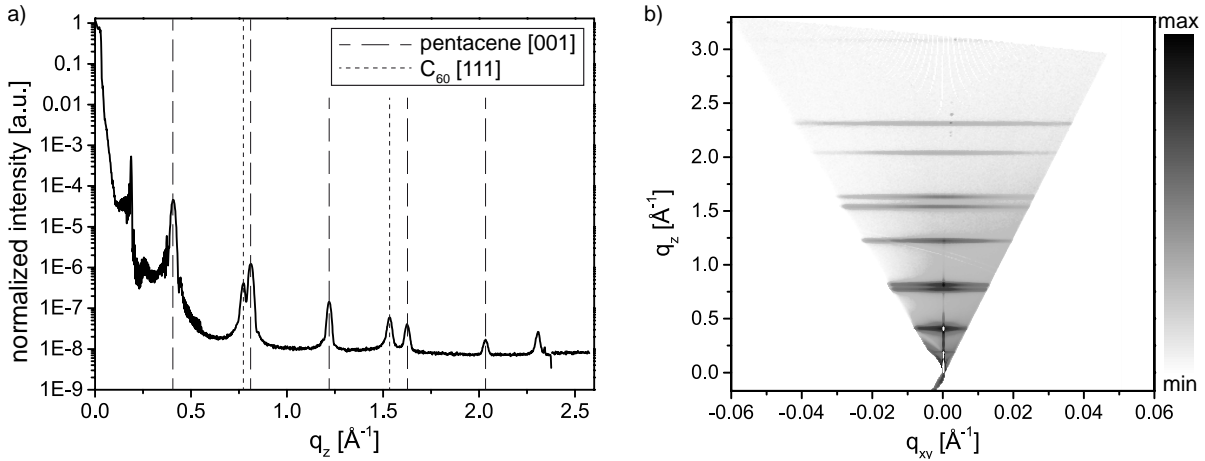 a)
normalized intensity [a.u.]
1
0.1
0.01
1E-3
1E-4
1E-5
1E-6
1E-7
1E-8
1E-9
pentacene [001]
C₆₀ [111]
0.0 0.5 1.0 1.5 2.0 2.5
q_z [Å⁻¹]
b)
q_z [Å⁻¹]
3.0
2.5
2.0
1.5
1.0
0.5
0.0
-0.06 -0.04 -0.02 0.00 0.02 0.04 0.06
q_xy [Å⁻¹]
max
min